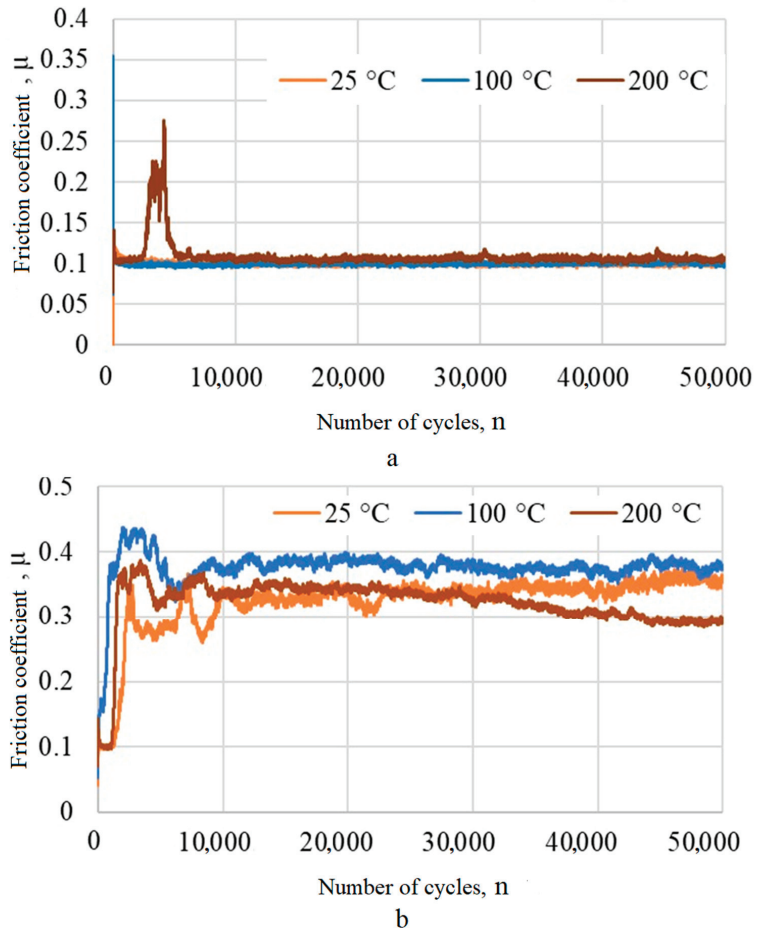 0.4
0.35
0.3
0.25
0.2
0.15
0.1
0.05
0
Friction coefficient , μ
25 °C 100 °C 200 °C
0 10,000 20,000 30,000 40,000 50,000
Number of cycles, n
a
0.5
0.4
0.3
0.2
0.1
0
Friction coefficient , μ
25 °C 100 °C 200 °C
0 10,000 20,000 30,000 40,000 50,000
Number of cycles, n
b